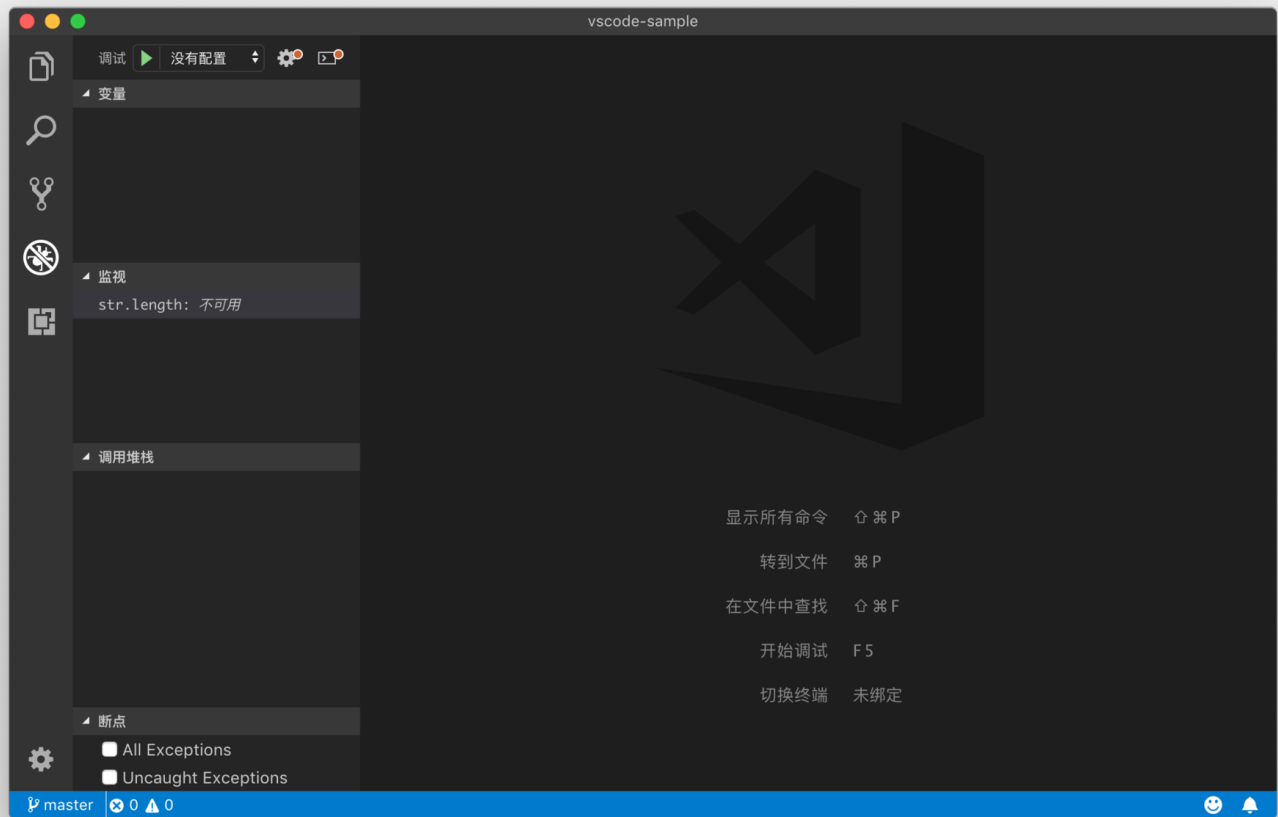 vscode-sample
调试 没有配置
变量
监视
str.length: 不可用
调用堆栈
显示所有命令 ⇧⌘P
转到文件 ⌘P
在文件中查找 ⇧⌘F
开始调试 F5
切换终端 未绑定
断点
All Exceptions
Uncaught Exceptions
master 0 0